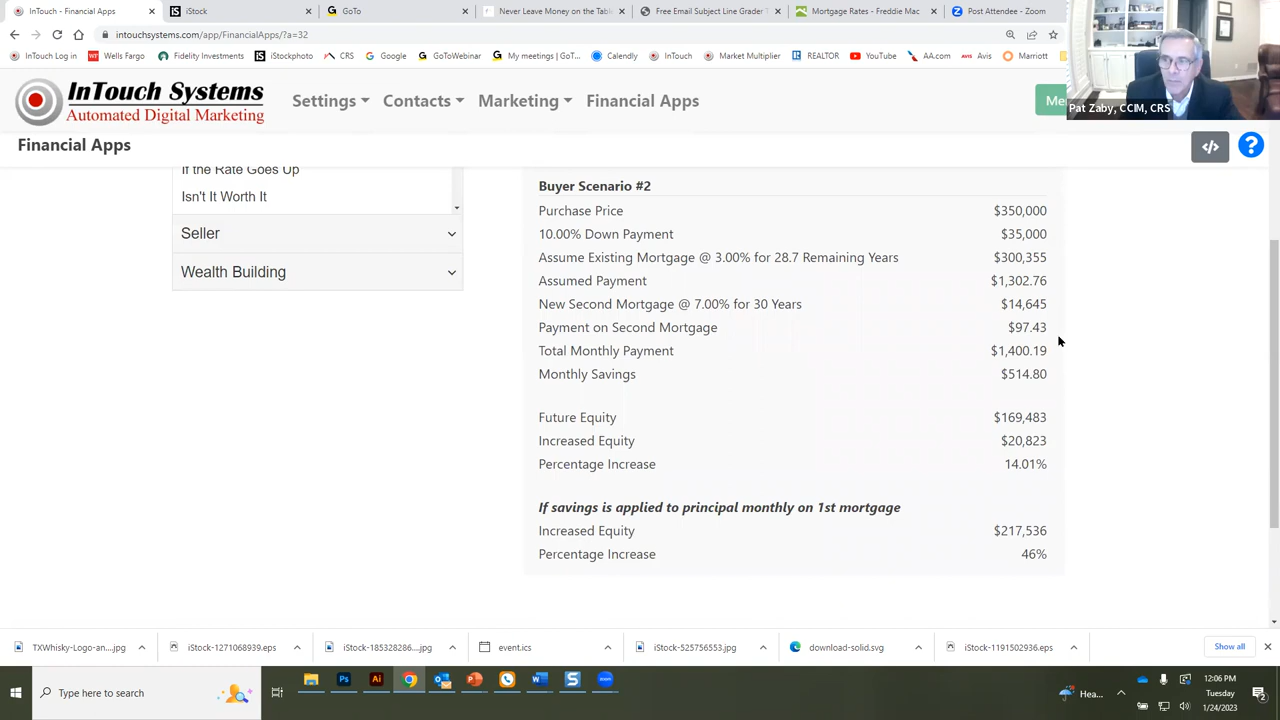 InTouch - Financial Apps
iStock
GoTo
Never Leave Money on the Tabl
Free Email Subject Line Grader T
Mortgage Rates - Freddie Mac
Post Attendee - Zoom
intouchsystems.com/app/FinancialApps/?a=32
InTouch Log in
Wells Fargo
Fidelity Investments
iStockphoto
CRS
Google
GoToWebinar
My meetings | GoT...
Calendly
InTouch
Market Multiplier
REALTOR
YouTube
AA.com
Avis
Marriott
InTouch Systems
Automated Digital Marketing
Settings
Contacts
Marketing
Financial Apps
Me
Pat Zaby, CCIM, CRS
Financial Apps
</>
?
If the Rate Goes Up
Isn't It Worth It
Seller
Wealth Building
Buyer Scenario #2
Purchase Price $350,000
10.00% Down Payment $35,000
Assume Existing Mortgage @ 3.00% for 28.7 Remaining Years $300,355
Assumed Payment $1,302.76
New Second Mortgage @ 7.00% for 30 Years $14,645
Payment on Second Mortgage $97.43
Total Monthly Payment $1,400.19
Monthly Savings $514.80
Future Equity $169,483
Increased Equity $20,823
Percentage Increase 14.01%
If savings is applied to principal monthly on 1st mortgage
Increased Equity $217,536
Percentage Increase 46%
TXWhisky-Logo-an....jpg
iStock-1271068939.eps
iStock-185328286....jpg
event.ics
iStock-525756553.jpg
download-solid.svg
iStock-1191502936.eps
Show all
Type here to search
Hea...
12:06 PM
Tuesday
1/24/2023